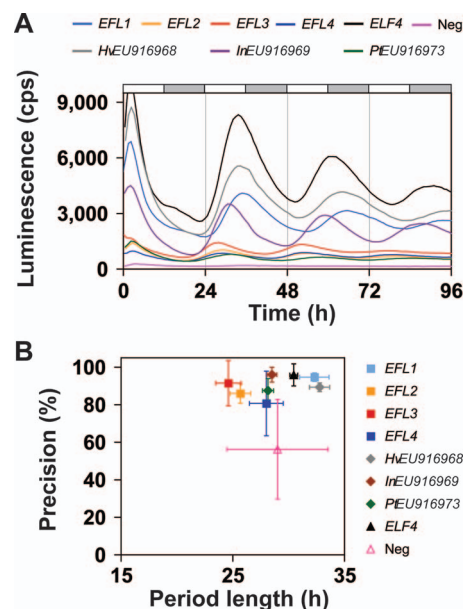 A
EFL1 EFL2 EFL3 EFL4 ELF4 Neg
HvEU916968 InEU916969 PtEU916973
Luminescence (cps)
9,000
6,000
3,000
0
0 24 48 72 96
Time (h)
B
Precision (%)
100
80
60
40
20
0
15 25 35
Period length (h)
EFL1
EFL2
EFL3
EFL4
HvEU916968
InEU916969
PtEU916973
ELF4
Neg